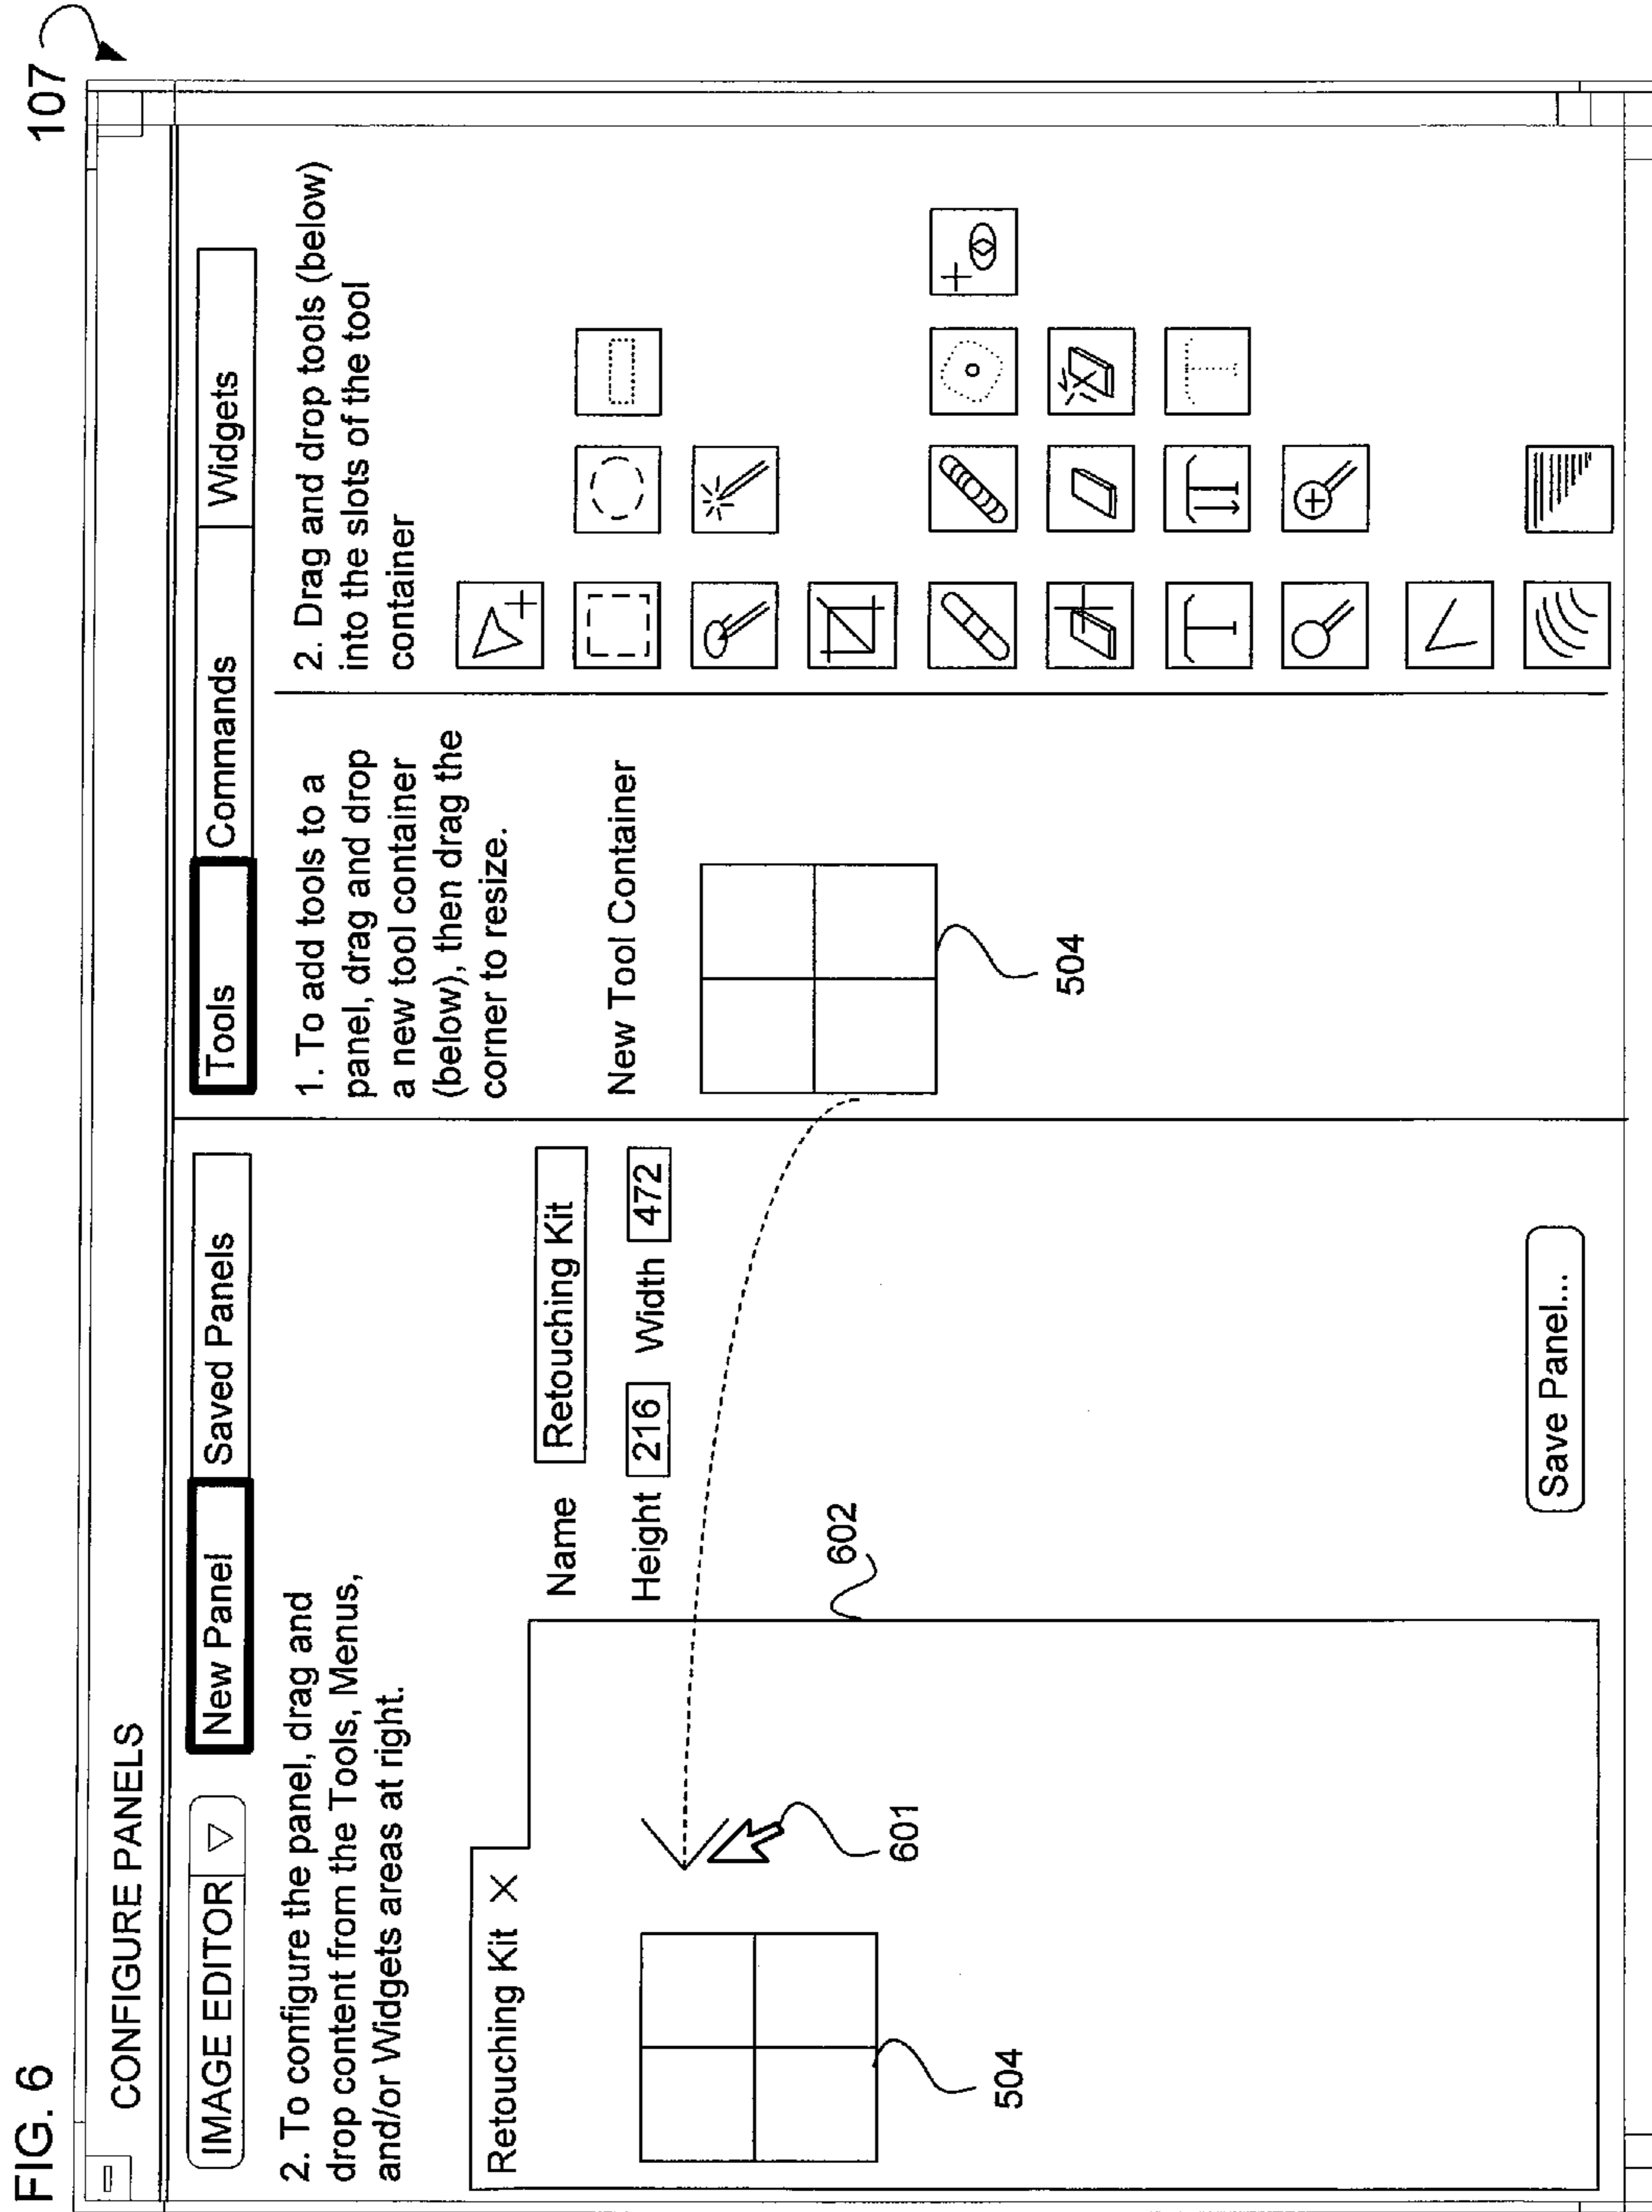 FIG. 6
107
CONFIGURE PANELS
IMAGE EDITOR
New Panel
Saved Panels
Tools
Commands
Widgets
2. To configure the panel, drag and
drop content from the Tools, Menus,
and/or Widgets areas at right.
Retouching Kit X
Name Retouching Kit
Height 216 Width 472
504
601
602
Save Panel...
1. To add tools to a
panel, drag and drop
a new tool container
(below), then drag the
corner to resize.
New Tool Container
504
2. Drag and drop tools (below)
into the slots of the tool
container